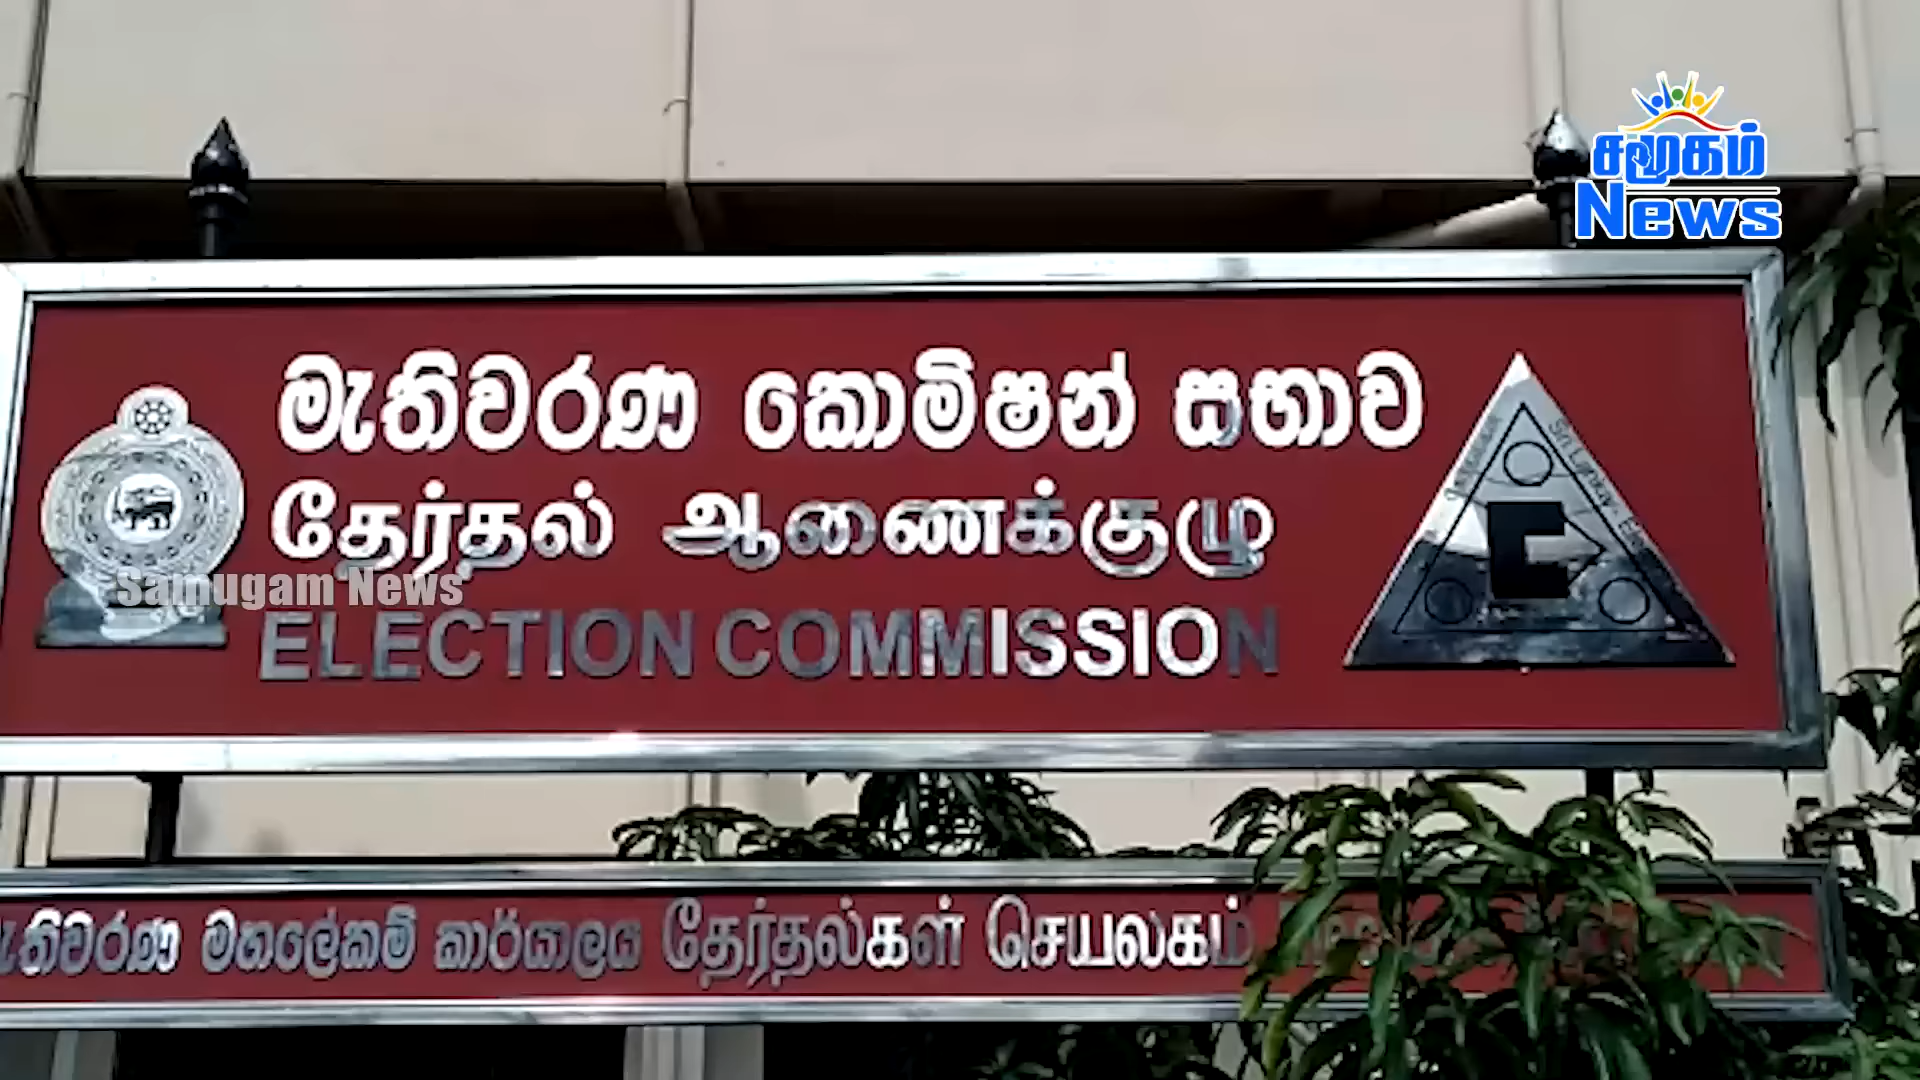 சமூகம்
News
මැතිවරණ කොමිෂන් සභාව
தேர்தல் ஆணைக்குழு
Samugam News
ELECTION COMMISSION
E
මැතිවරණ මහලේකම් කාර්යාලය தேர்தல்கள் செயலகம்